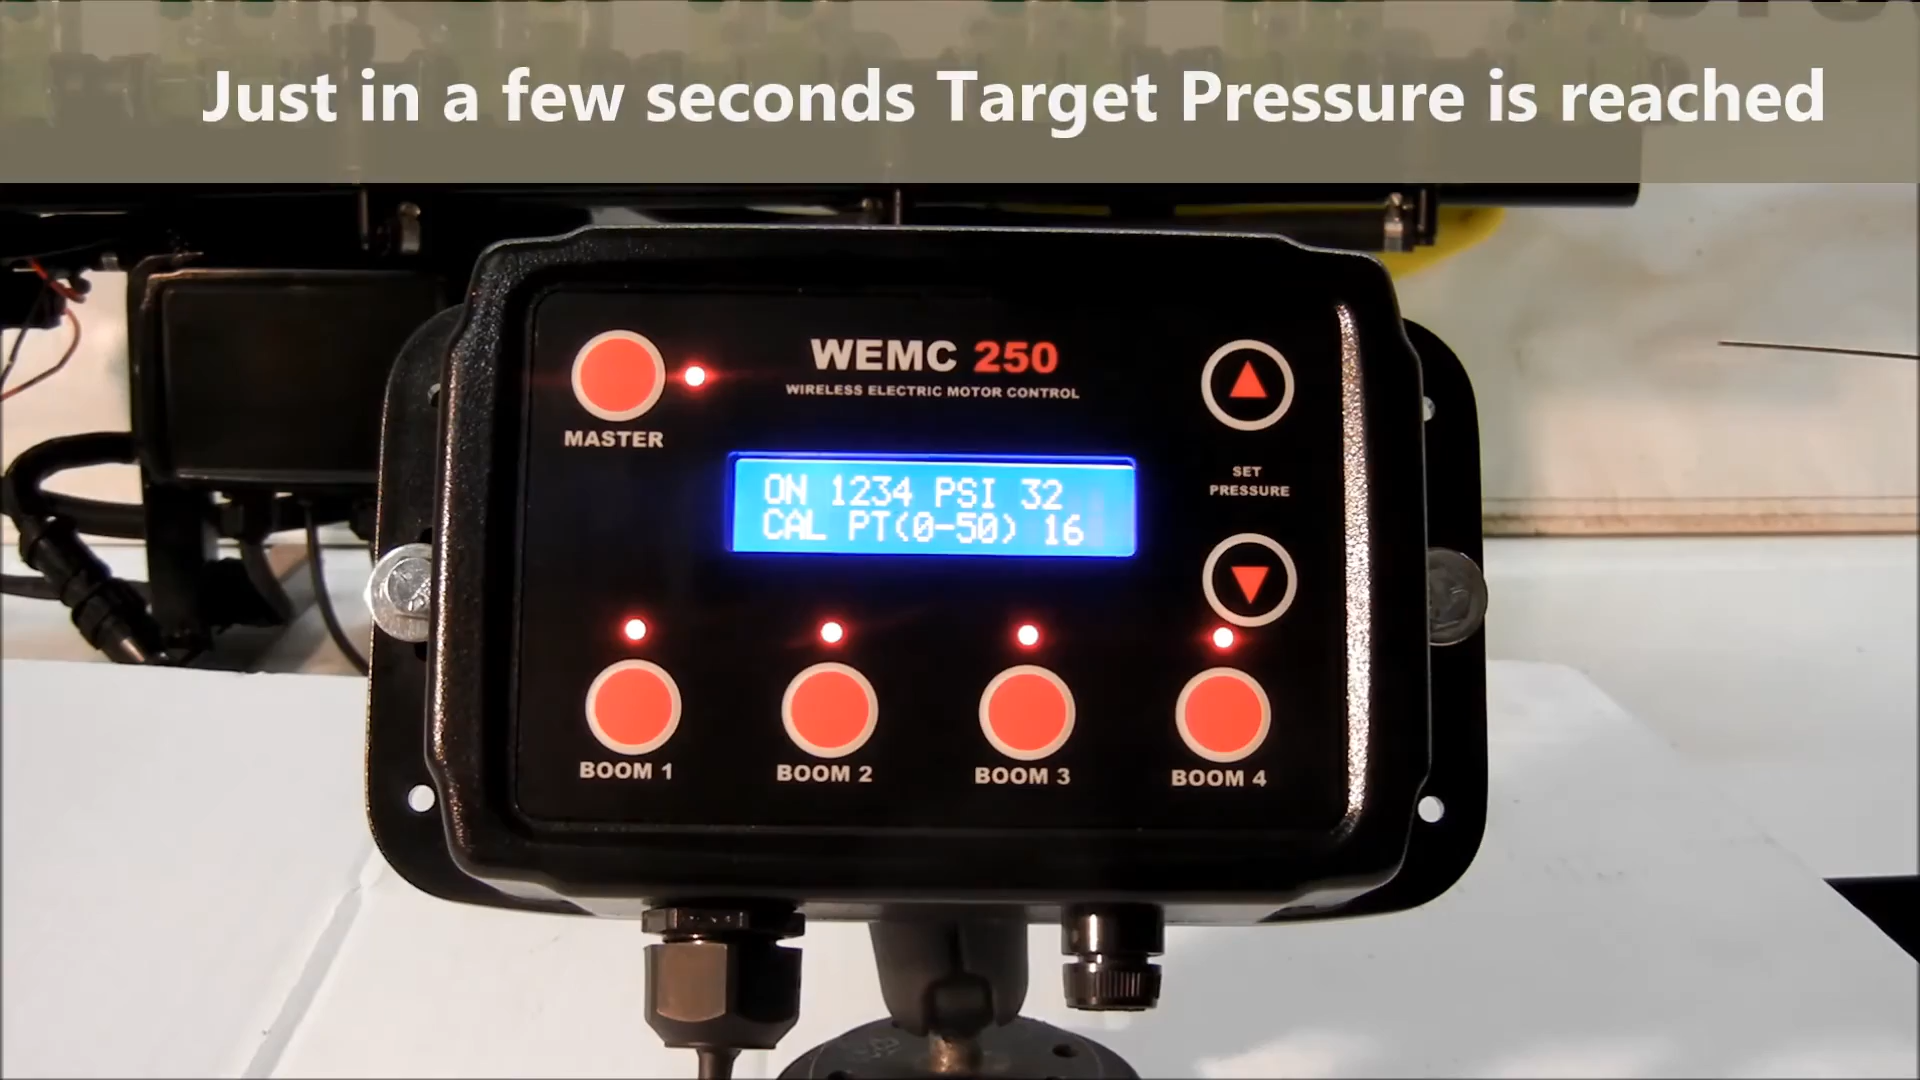 Just in a few seconds Target Pressure is reached
WEMC 250
WIRELESS ELECTRIC MOTOR CONTROL
MASTER
ON 1234 PSI 32
CAL PT(0-50) 16
SET
PRESSURE
BOOM 1
BOOM 2
BOOM 3
BOOM 4